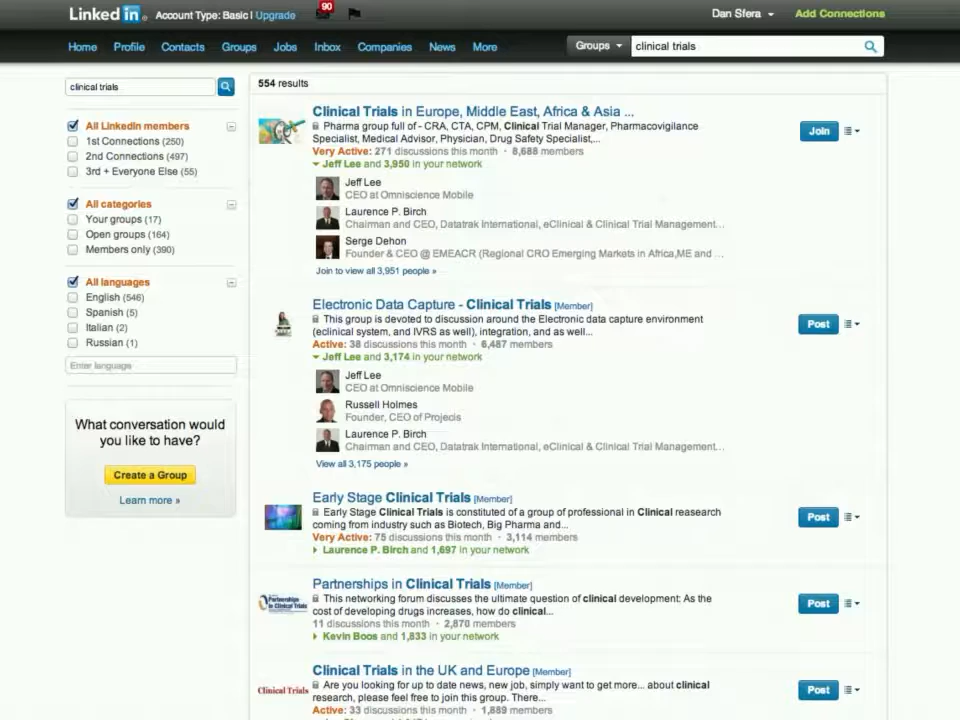 Linked in
Account Type: Basic | Upgrade
90
Dan Sfera
Add Connections
Home Profile Contacts Groups Jobs Inbox Companies News More
Groups
clinical trials
clinical trials
All LinkedIn members
1st Connections (250)
2nd Connections (497)
3rd + Everyone Else (55)
All categories
Your groups (17)
Open groups (164)
Members only (390)
All languages
English (546)
Spanish (5)
Italian (2)
Russian (1)
Enter language
What conversation would
you like to have?
Create a Group
Learn more »
554 results
Clinical Trials in Europe, Middle East, Africa & Asia ...
Pharma group full of - CRA, CTA, CPM, Clinical Trial Manager, Pharmacovigilance
Specialist, Medical Advisor, Physician, Drug Safety Specialist,...
Very Active: 271 discussions this month · 8,688 members
Jeff Lee and 3,950 in your network
Join
Jeff Lee
CEO at Omniscience Mobile
Laurence P. Birch
Chairman and CEO, Datatrak International, eClinical & Clinical Trial Management...
Serge Dehon
Founder & CEO @ EMEACR (Regional CRO Emerging Markets in Africa,ME and ...
Join to view all 3,951 people »
Electronic Data Capture - Clinical Trials [Member]
This group is devoted to discussion around the Electronic data capture environment
(eclinical system, and IVRS as well), integration, and as well...
Active: 38 discussions this month · 6,487 members
Jeff Lee and 3,174 in your network
Post
Jeff Lee
CEO at Omniscience Mobile
Russell Holmes
Founder, CEO of Projecis
Laurence P. Birch
Chairman and CEO, Datatrak International, eClinical & Clinical Trial Management...
View all 3,175 people »
Early Stage Clinical Trials [Member]
Early Stage Clinical Trials is constituted of a group of professional in Clinical reasearch
coming from industry such as Biotech, Big Pharma and...
Very Active: 75 discussions this month · 3,114 members
Laurence P. Birch and 1,697 in your network
Post
Partnerships in Clinical Trials [Member]
Partnerships
in Clinical Trials
This networking forum discusses the ultimate question of clinical development: As the
cost of developing drugs increases, how do clinical...
11 discussions this month · 2,870 members
Kevin Boos and 1,833 in your network
Post
Clinical Trials in the UK and Europe [Member]
Clinical Trials
Are you looking for up to date news, new job, simply want to get more... about clinical
research, please feel free to join this group. There...
Active: 33 discussions this month · 1,889 members
Post